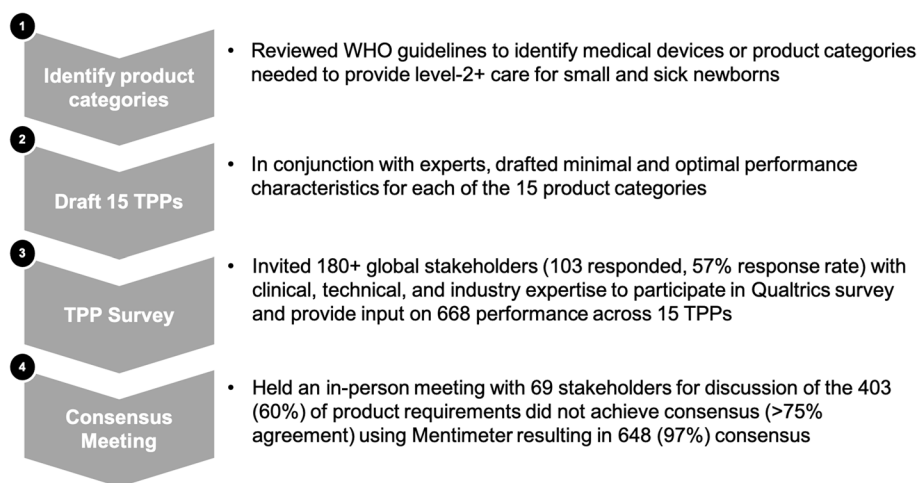 1
Identify product
categories
• Reviewed WHO guidelines to identify medical devices or product categories
needed to provide level-2+ care for small and sick newborns
2
Draft 15 TPPs
• In conjunction with experts, drafted minimal and optimal performance
characteristics for each of the 15 product categories
3
TPP Survey
• Invited 180+ global stakeholders (103 responded, 57% response rate) with
clinical, technical, and industry expertise to participate in Qualtrics survey
and provide input on 668 performance across 15 TPPs
4
Consensus
Meeting
• Held an in-person meeting with 69 stakeholders for discussion of the 403
(60%) of product requirements did not achieve consensus (>75%
agreement) using Mentimeter resulting in 648 (97%) consensus